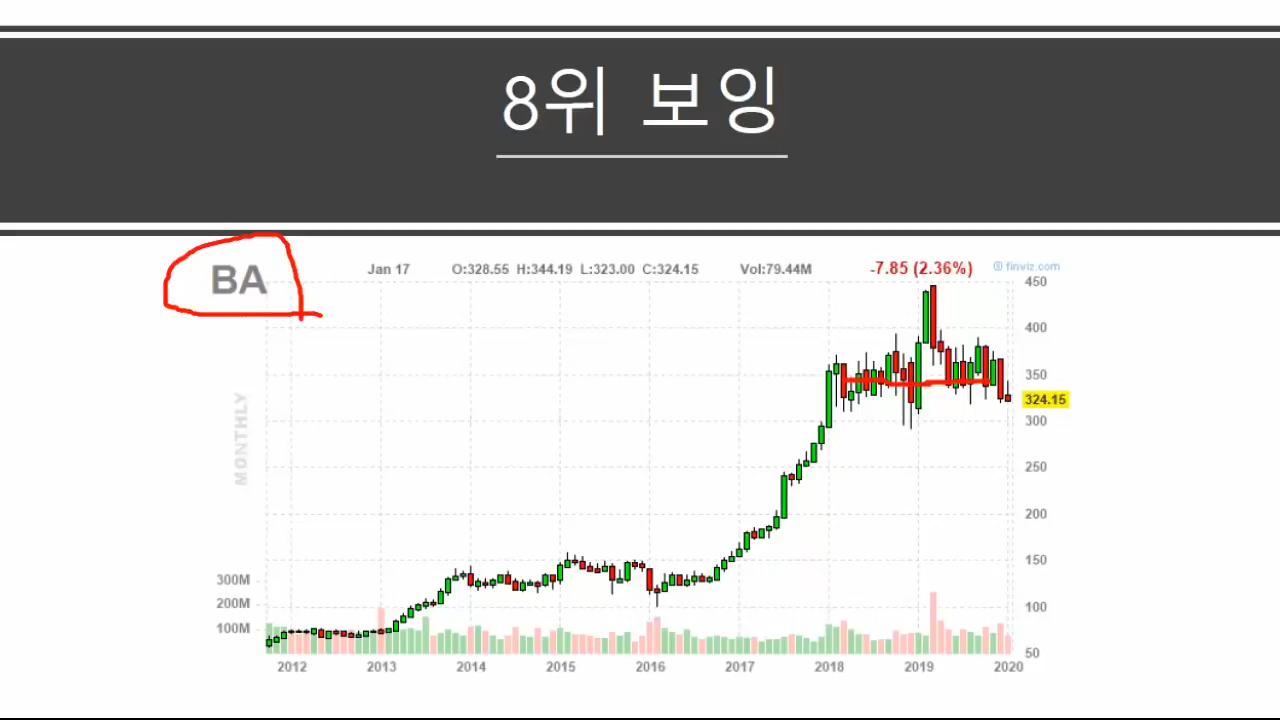 8위 보잉
BA
Jan 17 O:328.55 H:344.19 L:323.00 C:324.15 Vol:79.44M -7.85 (2.36%) © finviz.com
450
400
350
324.15
300
250
200
150
100
50
MONTHLY
300M
200M
100M
2012 2013 2014 2015 2016 2017 2018 2019 2020